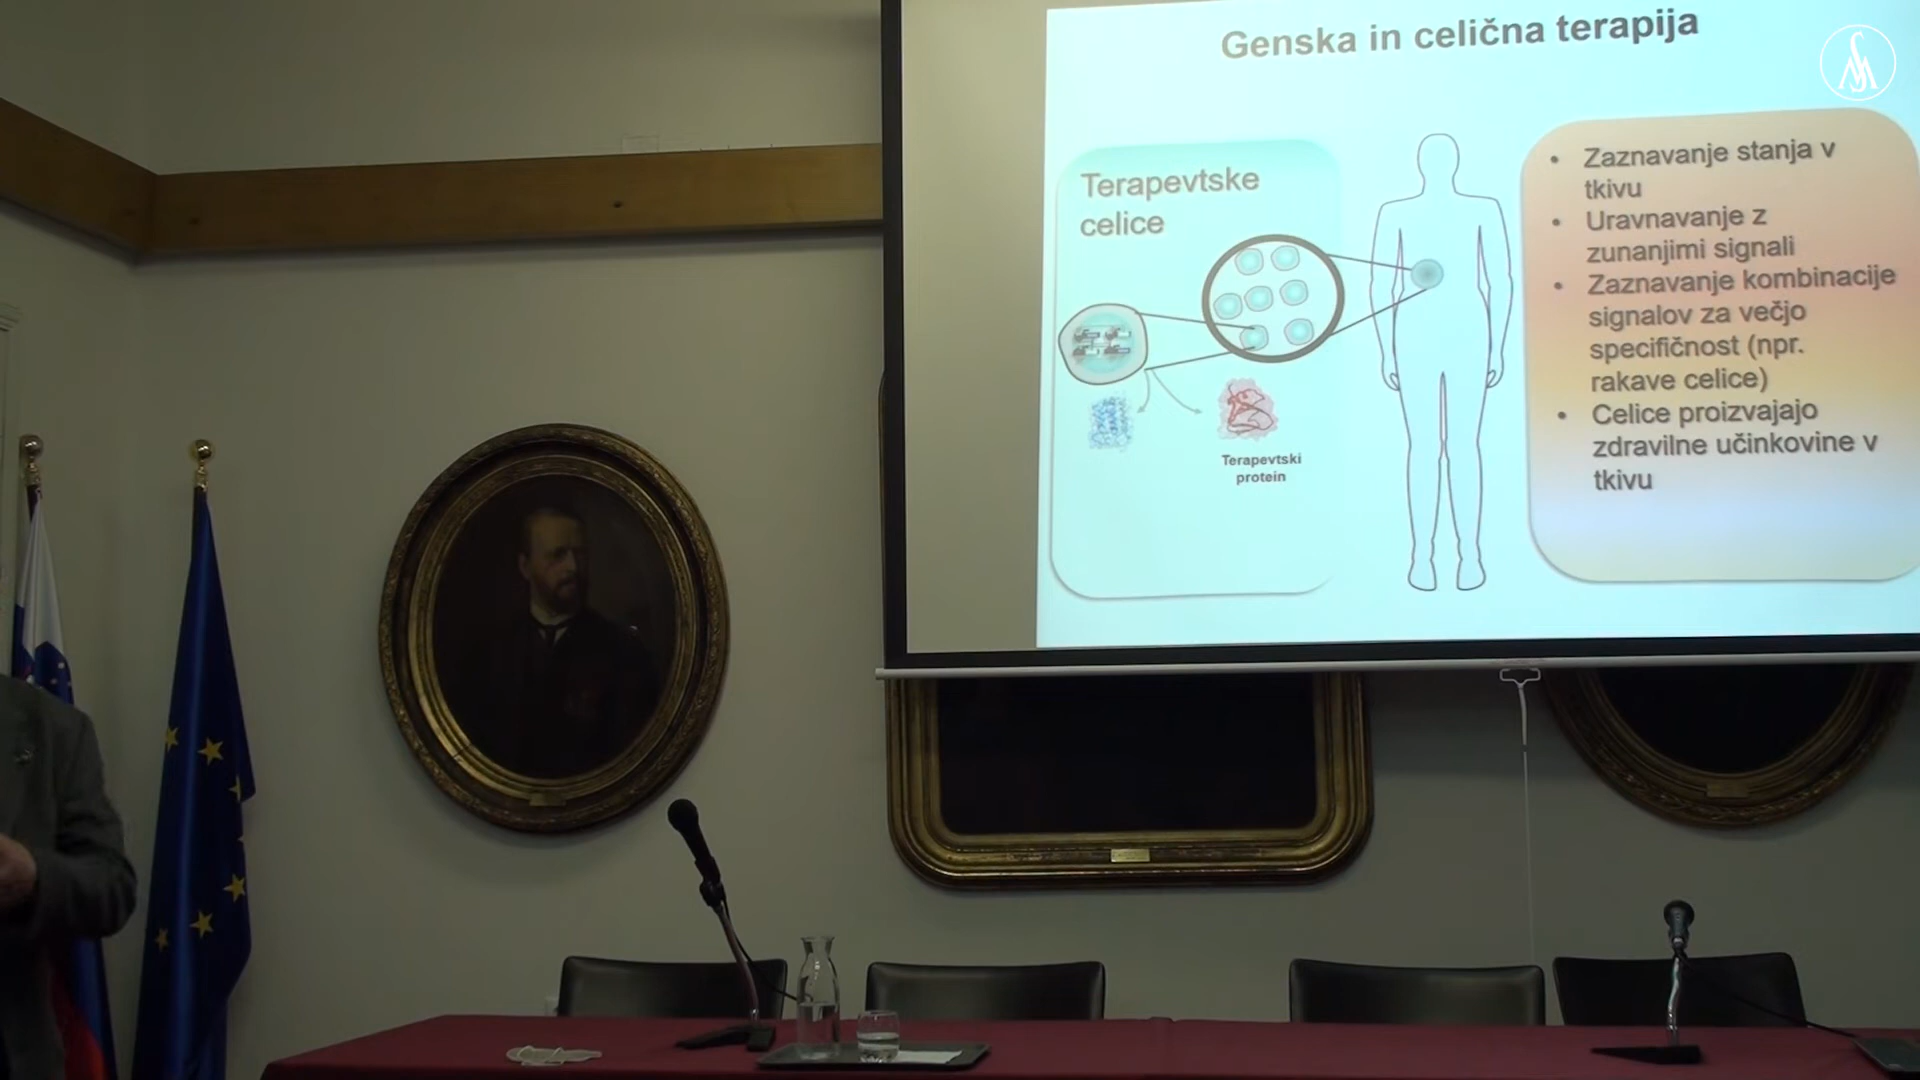 Genska in celična terapija
Terapevtske
celice
Terapevtski
protein
• Zaznavanje stanja v
tkivu
• Uravnavanje z
zunanjimi signali
• Zaznavanje kombinacije
signalov za večjo
specifičnost (npr.
rakave celice)
• Celice proizvajajo
zdravilne učinkovine v
tkivu